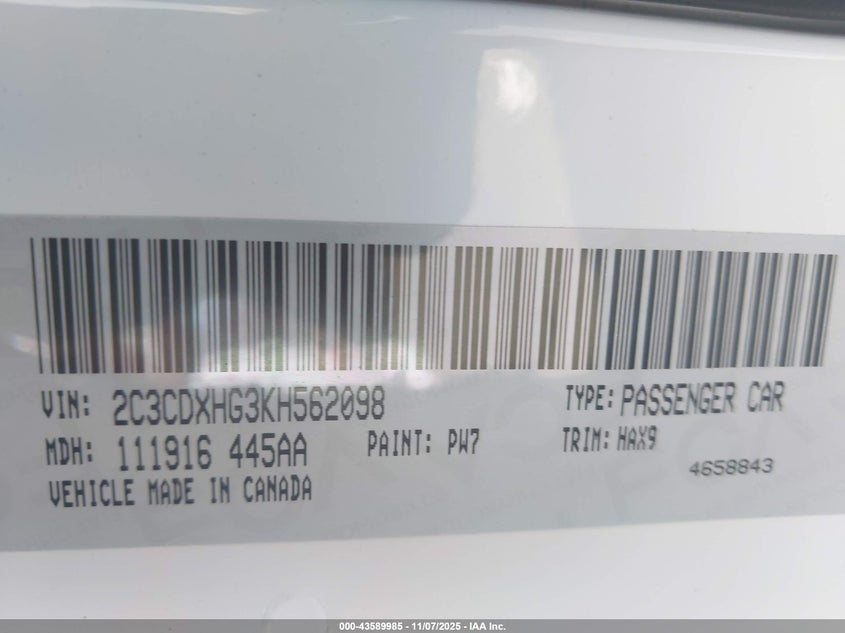 VIN: 2C3CDXHG3KH562098 TYPE: PASSENGER CAR
MDH: 111916 445AA PAINT: PW7 TRIM: HAX9
4658843
VEHICLE MADE IN CANADA
000-43589985 - 11/07/2025 - IAA Inc.